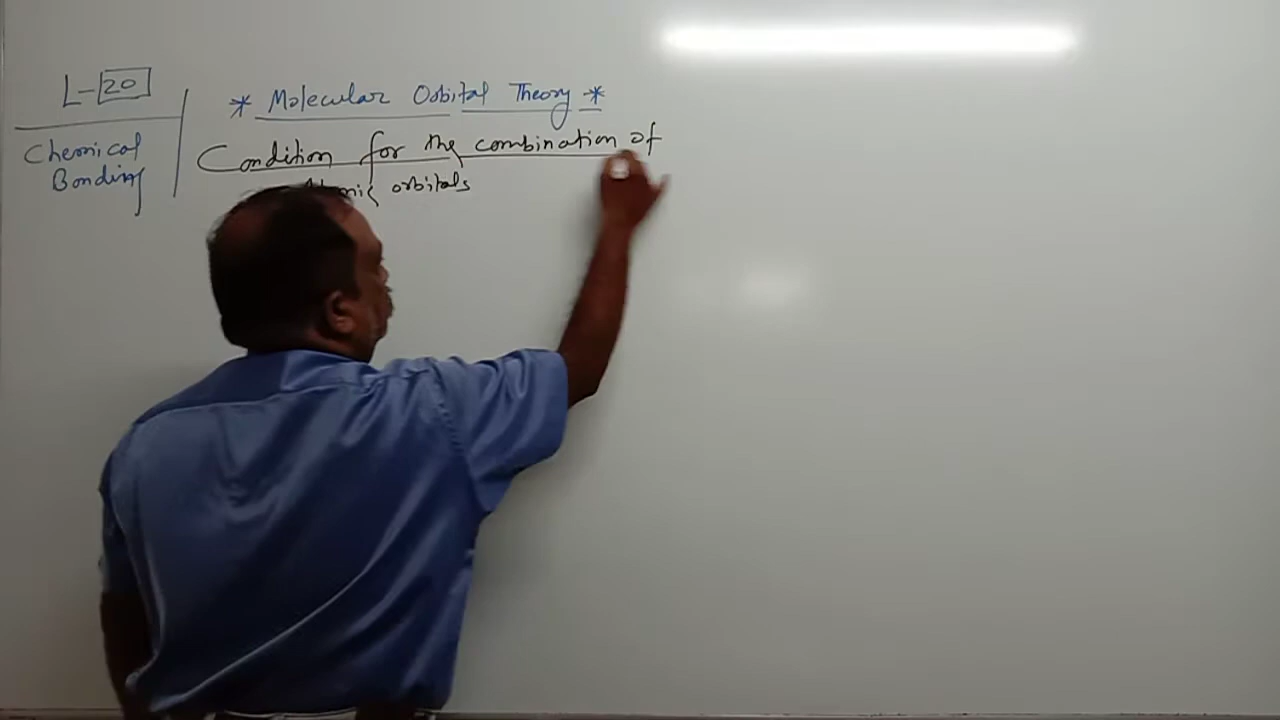 L-20
Chemical
Bonding
* Molecular Orbital Theory *
Condition for the combination of
Atomic orbitals